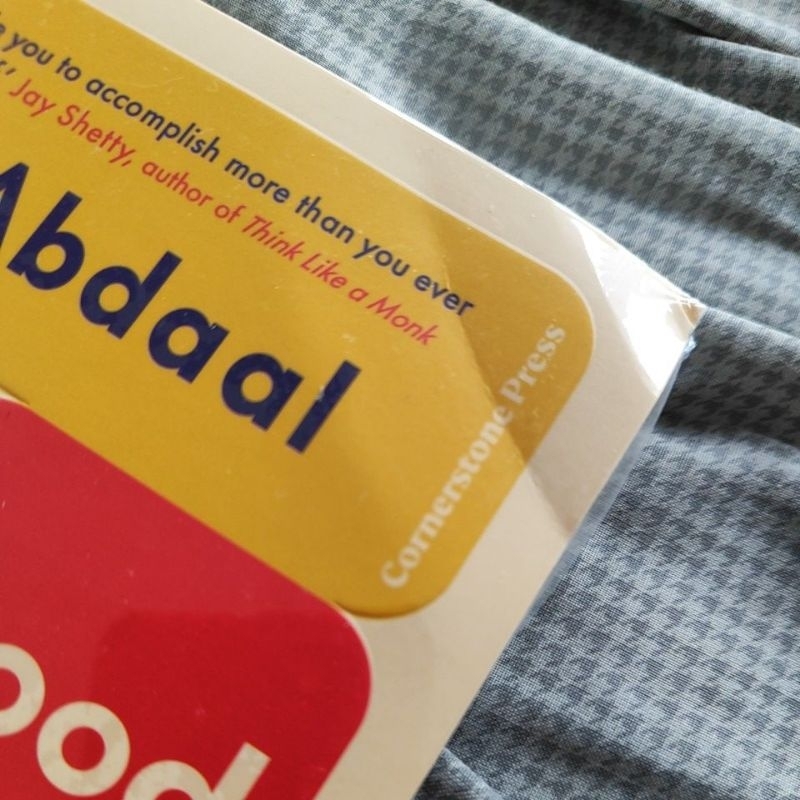 you to accomplish more than you ever
Jay Shetty, author of Think Like a Monk
Abdaal
Cornerstone Press
ood